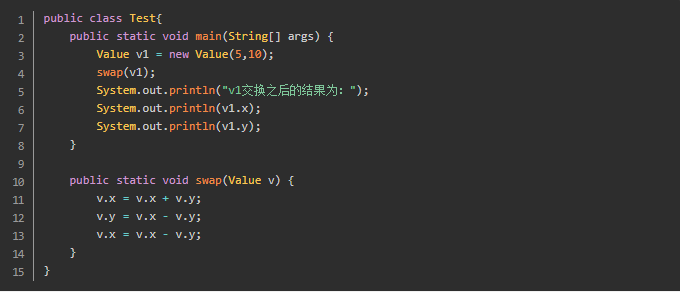 1 public class Test{
2     public static void main(String[] args) {
3         Value v1 = new Value(5,10);
4         swap(v1);
5         System.out.println("v1交换之后的结果为：");
6         System.out.println(v1.x);
7         System.out.println(v1.y);
8     }
9
10     public static void swap(Value v) {
11         v.x = v.x + v.y;
12         v.y = v.x - v.y;
13         v.x = v.x - v.y;
14     }
15 }